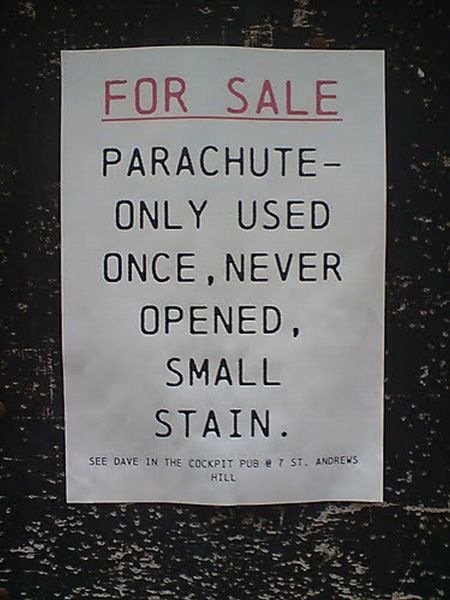 FOR SALE
PARACHUTE-
ONLY USED
ONCE,NEVER
OPENED,
SMALL
STAIN.
SEE DAVE IN THE COCKPIT PUB @ 7 ST. ANDREWS
HILL